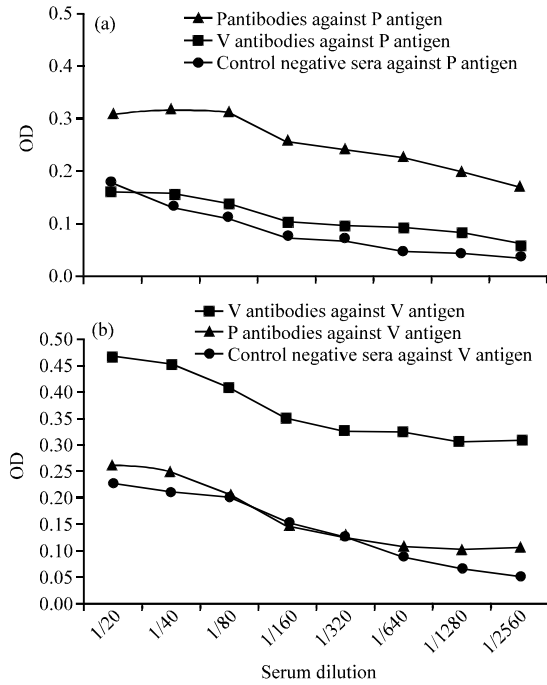 0.5
(a)
Pantibodies against P antigen
V antibodies against P antigen
Control negative sera against P antigen
0.4
0.3
OD
0.2
0.1
0.0
V antibodies against V antigen
(b)
P antibodies against V antigen
0.50
Control negative sera against V antigen
0.45
0.40
0.35
0.30
OD
0.25
0.20
0.15
0.10
0.05
0.00
1/20 1/40 1/80 1/160 1/320 1/640 1/1280 1/2560
Serum dilution